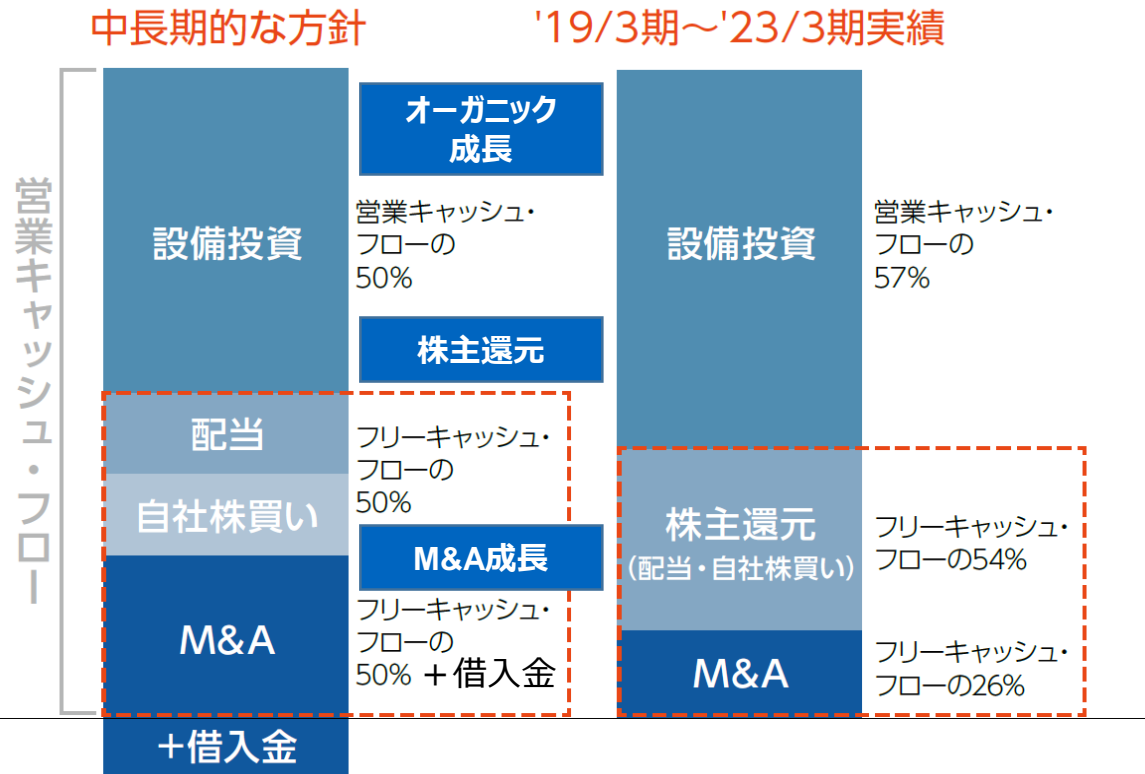 中長期的な方針
'19/3期～'23/3期実績
営業キャッシュ・フロー
設備投資
オーガニック
成長
営業キャッシュ・
フローの
50%
株主還元
配当
自社株買い
フリーキャッシュ・
フローの
50%
M&A成長
M&A
フリーキャッシュ・
フローの
50% ＋借入金
＋借入金
設備投資
営業キャッシュ・
フローの
57%
株主還元
（配当・自社株買い）
フリーキャッシュ・
フローの54%
M&A
フリーキャッシュ・
フローの26%